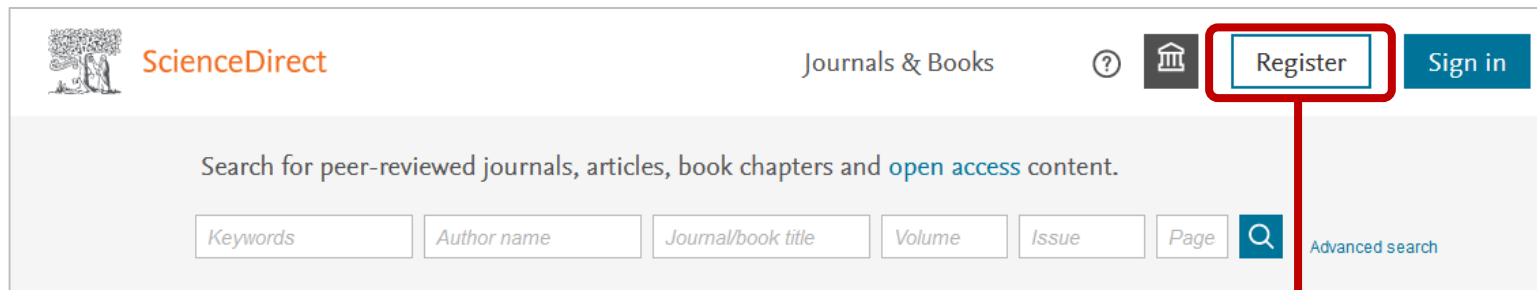 ScienceDirect Journals & Books ? Register Sign in
Search for peer-reviewed journals, articles, book chapters and open access content.
Keywords Author name Journal/book title Volume Issue Page Advanced search